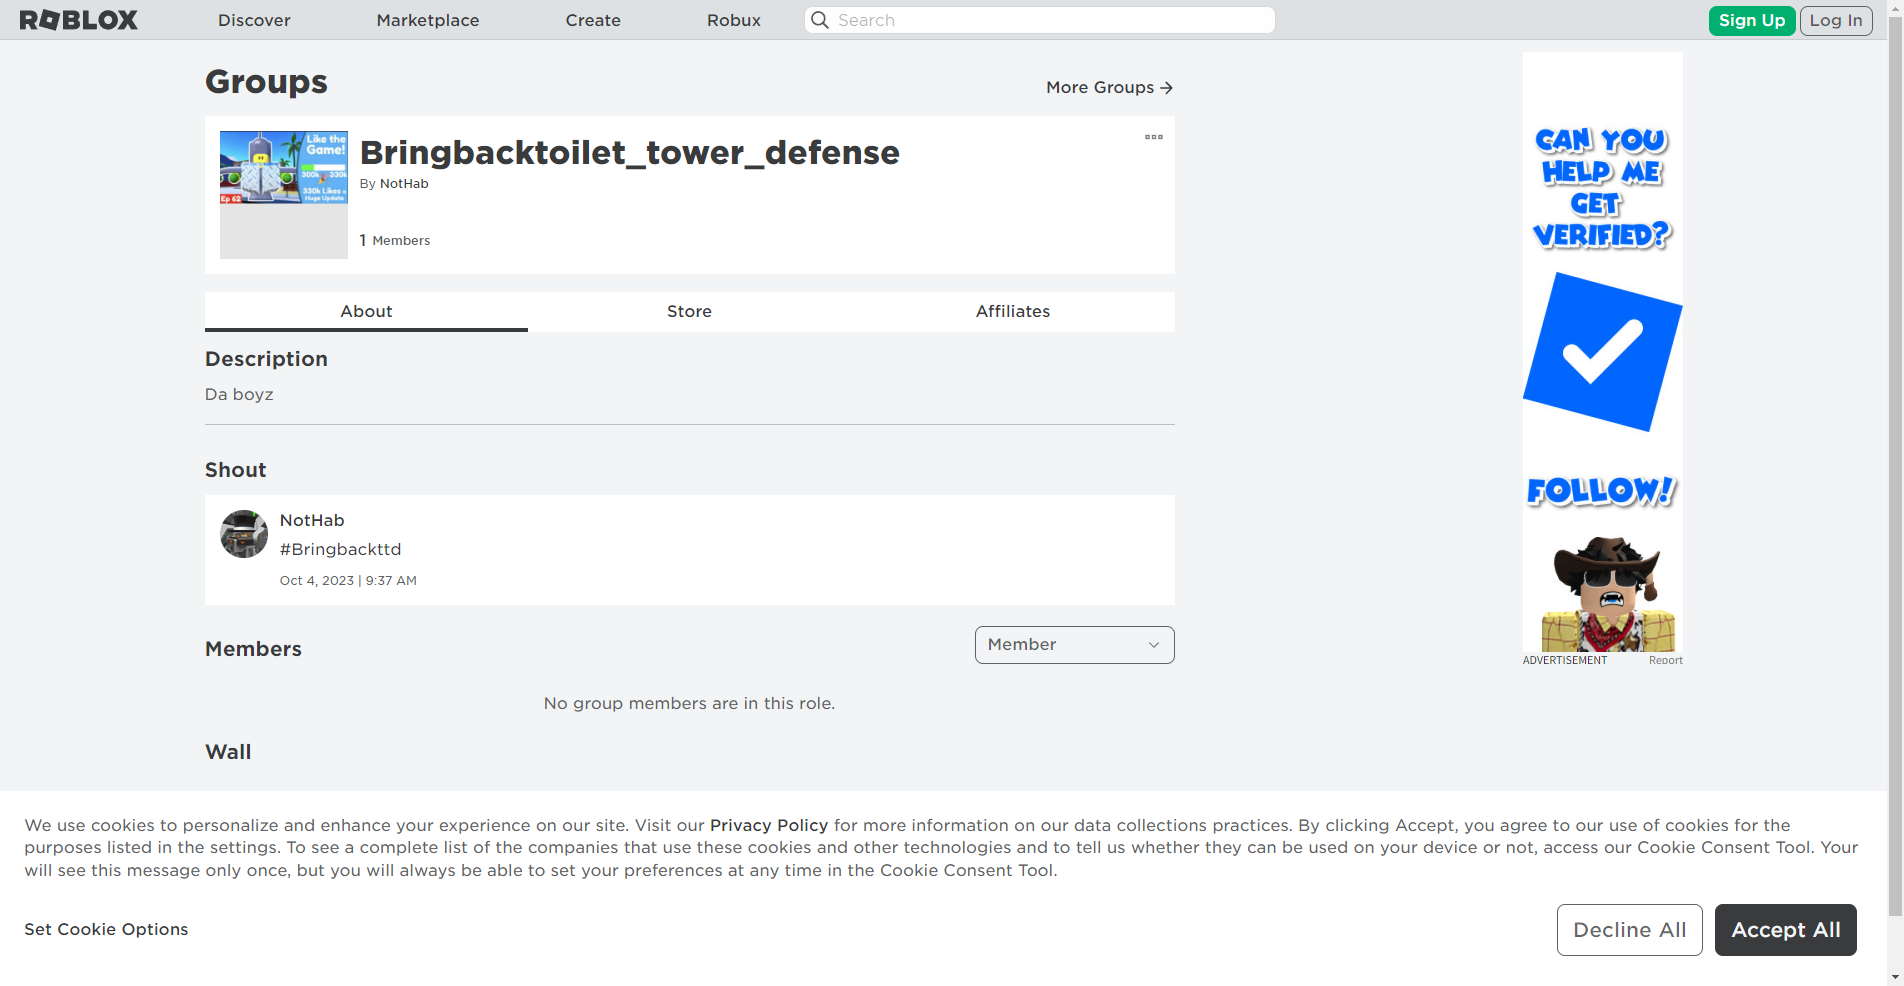 ROBLOX
Discover
Marketplace
Create
Robux
Search
Sign Up
Log In
Groups
More Groups
Like the
Game!
300k
330k
330k Likes =
Huge Update
Ep 62
Bringbacktoilet_tower_defense
By NotHab
1 Members
About
Store
Affiliates
Description
Da boyz
Shout
NotHab
#Bringbackttd
Oct 4, 2023 | 9:37 AM
Members
Member
No group members are in this role.
Wall
CAN YOU
HELP ME
GET
VERIFIED?
FOLLOW!
ADVERTISEMENT
Report
We use cookies to personalize and enhance your experience on our site. Visit our Privacy Policy for more information on our data collections practices. By clicking Accept, you agree to our use of cookies for the
purposes listed in the settings. To see a complete list of the companies that use these cookies and other technologies and to tell us whether they can be used on your device or not, access our Cookie Consent Tool. Your
will see this message only once, but you will always be able to set your preferences at any time in the Cookie Consent Tool.
Set Cookie Options
Decline All
Accept All